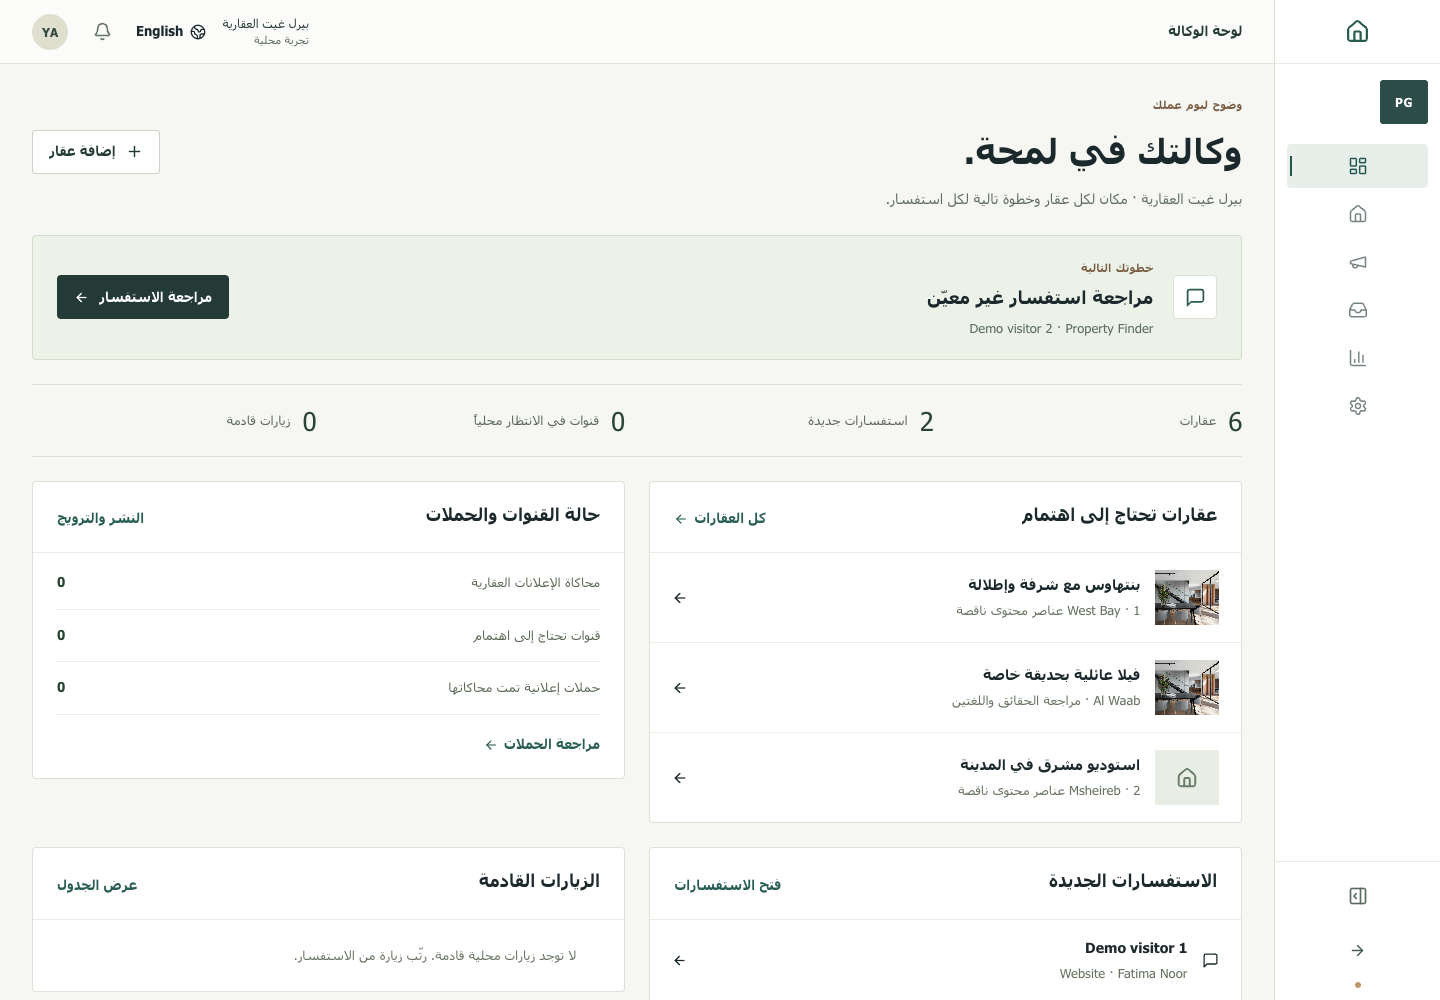 لوحة الوكالة
بيرل غيت العقارية
تجربة محلية
English
YA
PG
وضوح ليوم عملك
وكالتك في لمحة.
بيرل غيت العقارية · مكان لكل عقار وخطوة تالية لكل استفسار.
إضافة عقار
خطوتك التالية
مراجعة استفسار غير معيّن
Demo visitor 2 · Property Finder
مراجعة الاستفسار
6 عقارات
2 استفسارات جديدة
0 قنوات في الانتظار محلياً
0 زيارات قادمة
عقارات تحتاج إلى اهتمام
كل العقارات
بنتهاوس مع شرفة وإطلالة
West Bay · 1 عناصر محتوى ناقصة
فيلا عائلية بحديقة خاصة
Al Waab · مراجعة الحقائق واللغتين
استوديو مشرق في المدينة
Msheireb · 2 عناصر محتوى ناقصة
حالة القنوات والحملات
النشر والترويج
محاكاة الإعلانات العقارية 0
قنوات تحتاج إلى اهتمام 0
حملات إعلانية تمت محاكاتها 0
مراجعة الحملات
الاستفسارات الجديدة
فتح الاستفسارات
Demo visitor 1
Website · Fatima Noor
الزيارات القادمة
عرض الجدول
لا توجد زيارات محلية قادمة. رتّب زيارة من الاستفسار.